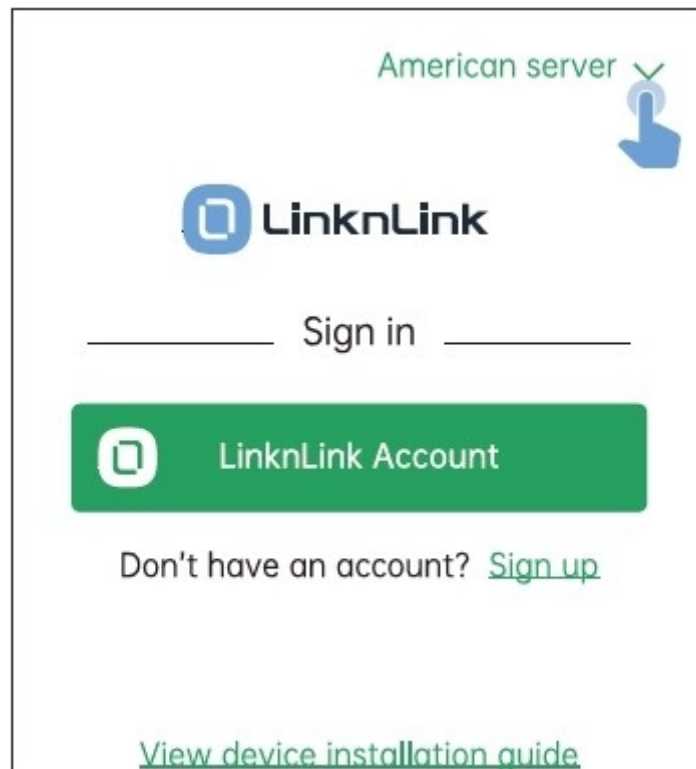 American server
LinknLink
Sign in
LinknLink Account
Don't have an account? Sign up
View device installation guide